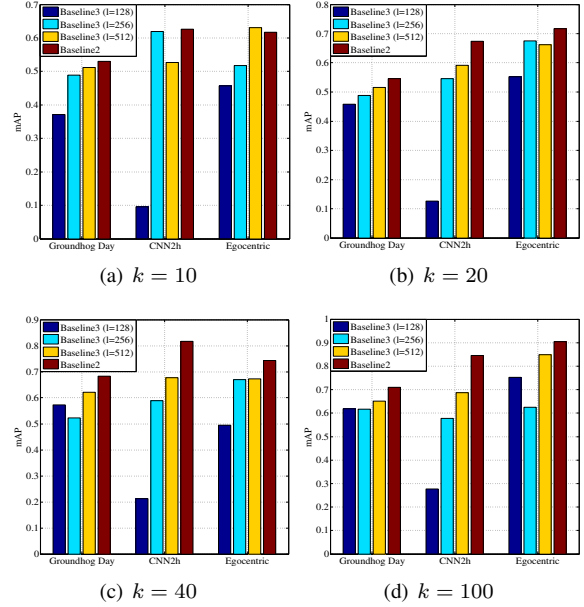 0.7
0.6
0.5
0.4
0.3
0.2
0.1
0
mAP
Baseline3 (l=128)
Baseline3 (l=256)
Baseline3 (l=512)
Baseline2
Groundhog Day CNN2h Egocentric
(a) k = 10
0.8
0.7
0.6
0.5
0.4
0.3
0.2
0.1
0
mAP
Baseline3 (l=128)
Baseline3 (l=256)
Baseline3 (l=512)
Baseline2
Groundhog Day CNN2h Egocentric
(b) k = 20
0.9
0.8
0.7
0.6
0.5
0.4
0.3
0.2
0.1
0
mAP
Baseline3 (l=128)
Baseline3 (l=256)
Baseline3 (l=512)
Baseline2
Groundhog Day CNN2h Egocentric
(c) k = 40
1
0.9
0.8
0.7
0.6
0.5
0.4
0.3
0.2
0.1
0
mAP
Baseline3 (l=128)
Baseline3 (l=256)
Baseline3 (l=512)
Baseline2
Groundhog Day CNN2h Egocentric
(d) k = 100